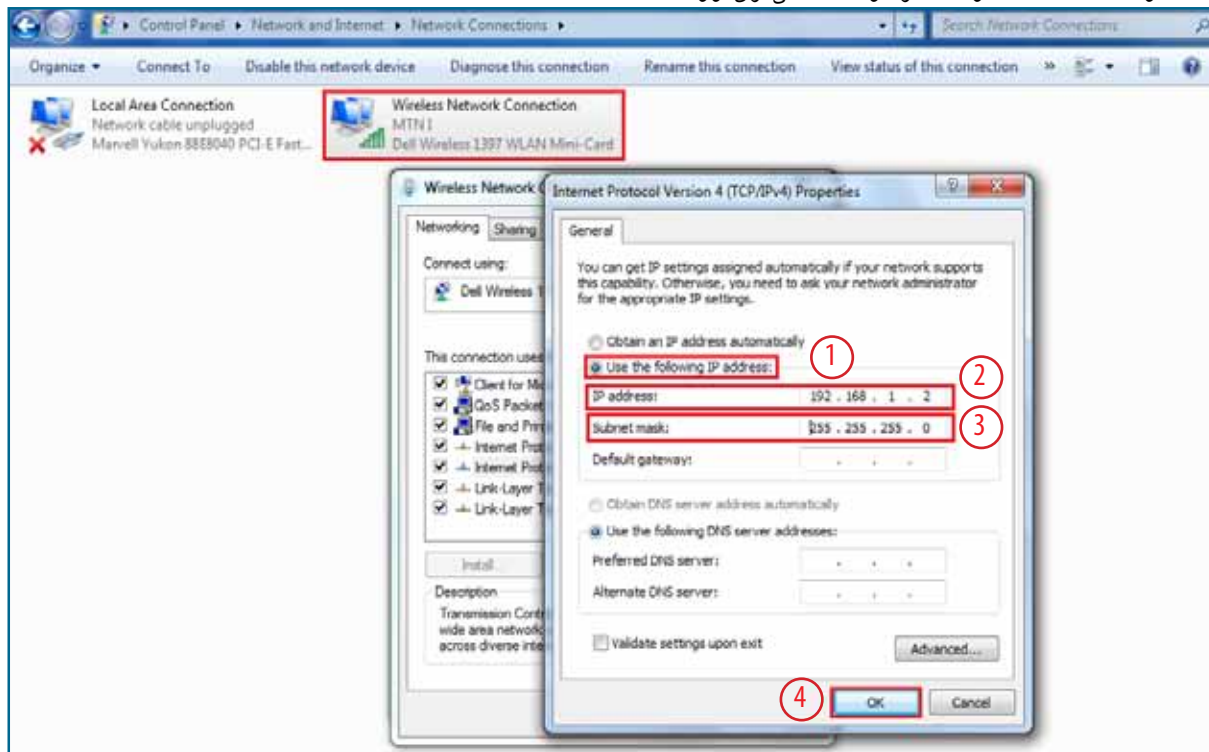 Control Panel ▸ Network and Internet ▸ Network Connections ▸
Search Network Connections
Organize ▾ Connect To Disable this network device Diagnose this connection Rename this connection View status of this connection »
Local Area Connection
Network cable unplugged
Marvell Yukon 88E8040 PCI-E Fast...
Wireless Network Connection
MTN1
Dell Wireless 1397 WLAN Mini-Card
Wireless Network
Networking Sharing
Connect using:
Dell Wireless 1
This connection uses
Client for Mic
QoS Packet
File and Prin
Internet Prot
Internet Prot
Link-Layer T
Link-Layer T
Install
Description
Transmission Contr
wide area network
across diverse inte
Internet Protocol Version 4 (TCP/IPv4) Properties
General
You can get IP settings assigned automatically if your network supports
this capability. Otherwise, you need to ask your network administrator
for the appropriate IP settings.
Obtain an IP address automatically
Use the following IP address: 1
IP address: 192 . 168 . 1 . 2 2
Subnet mask: 255 . 255 . 255 . 0 3
Default gateway: . . .
Obtain DNS server address automatically
Use the following DNS server addresses:
Preferred DNS server: . . .
Alternate DNS server: . . .
Validate settings upon exit
Advanced...
4 OK Cancel